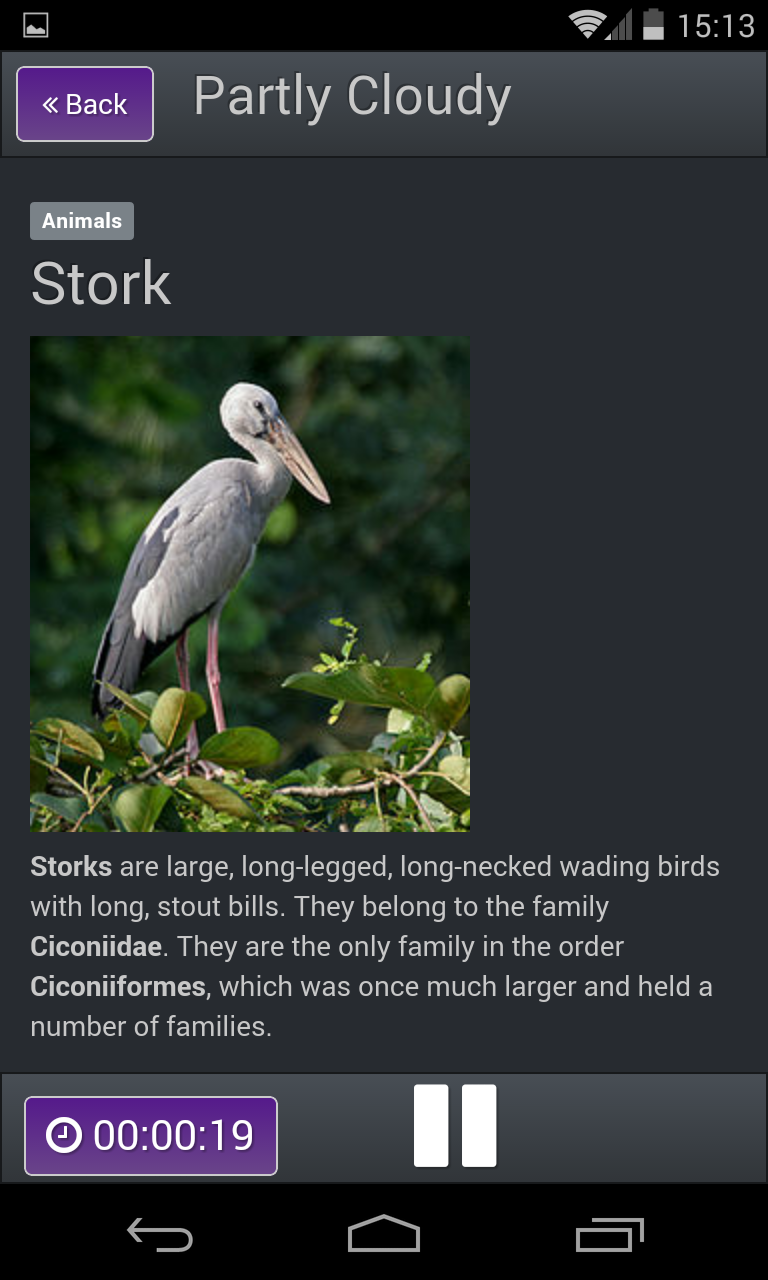 15:13
« Back
Partly Cloudy
Animals
Stork
Storks are large, long-legged, long-necked wading birds
with long, stout bills. They belong to the family
Ciconiidae. They are the only family in the order
Ciconiiformes, which was once much larger and held a
number of families.
00:00:19